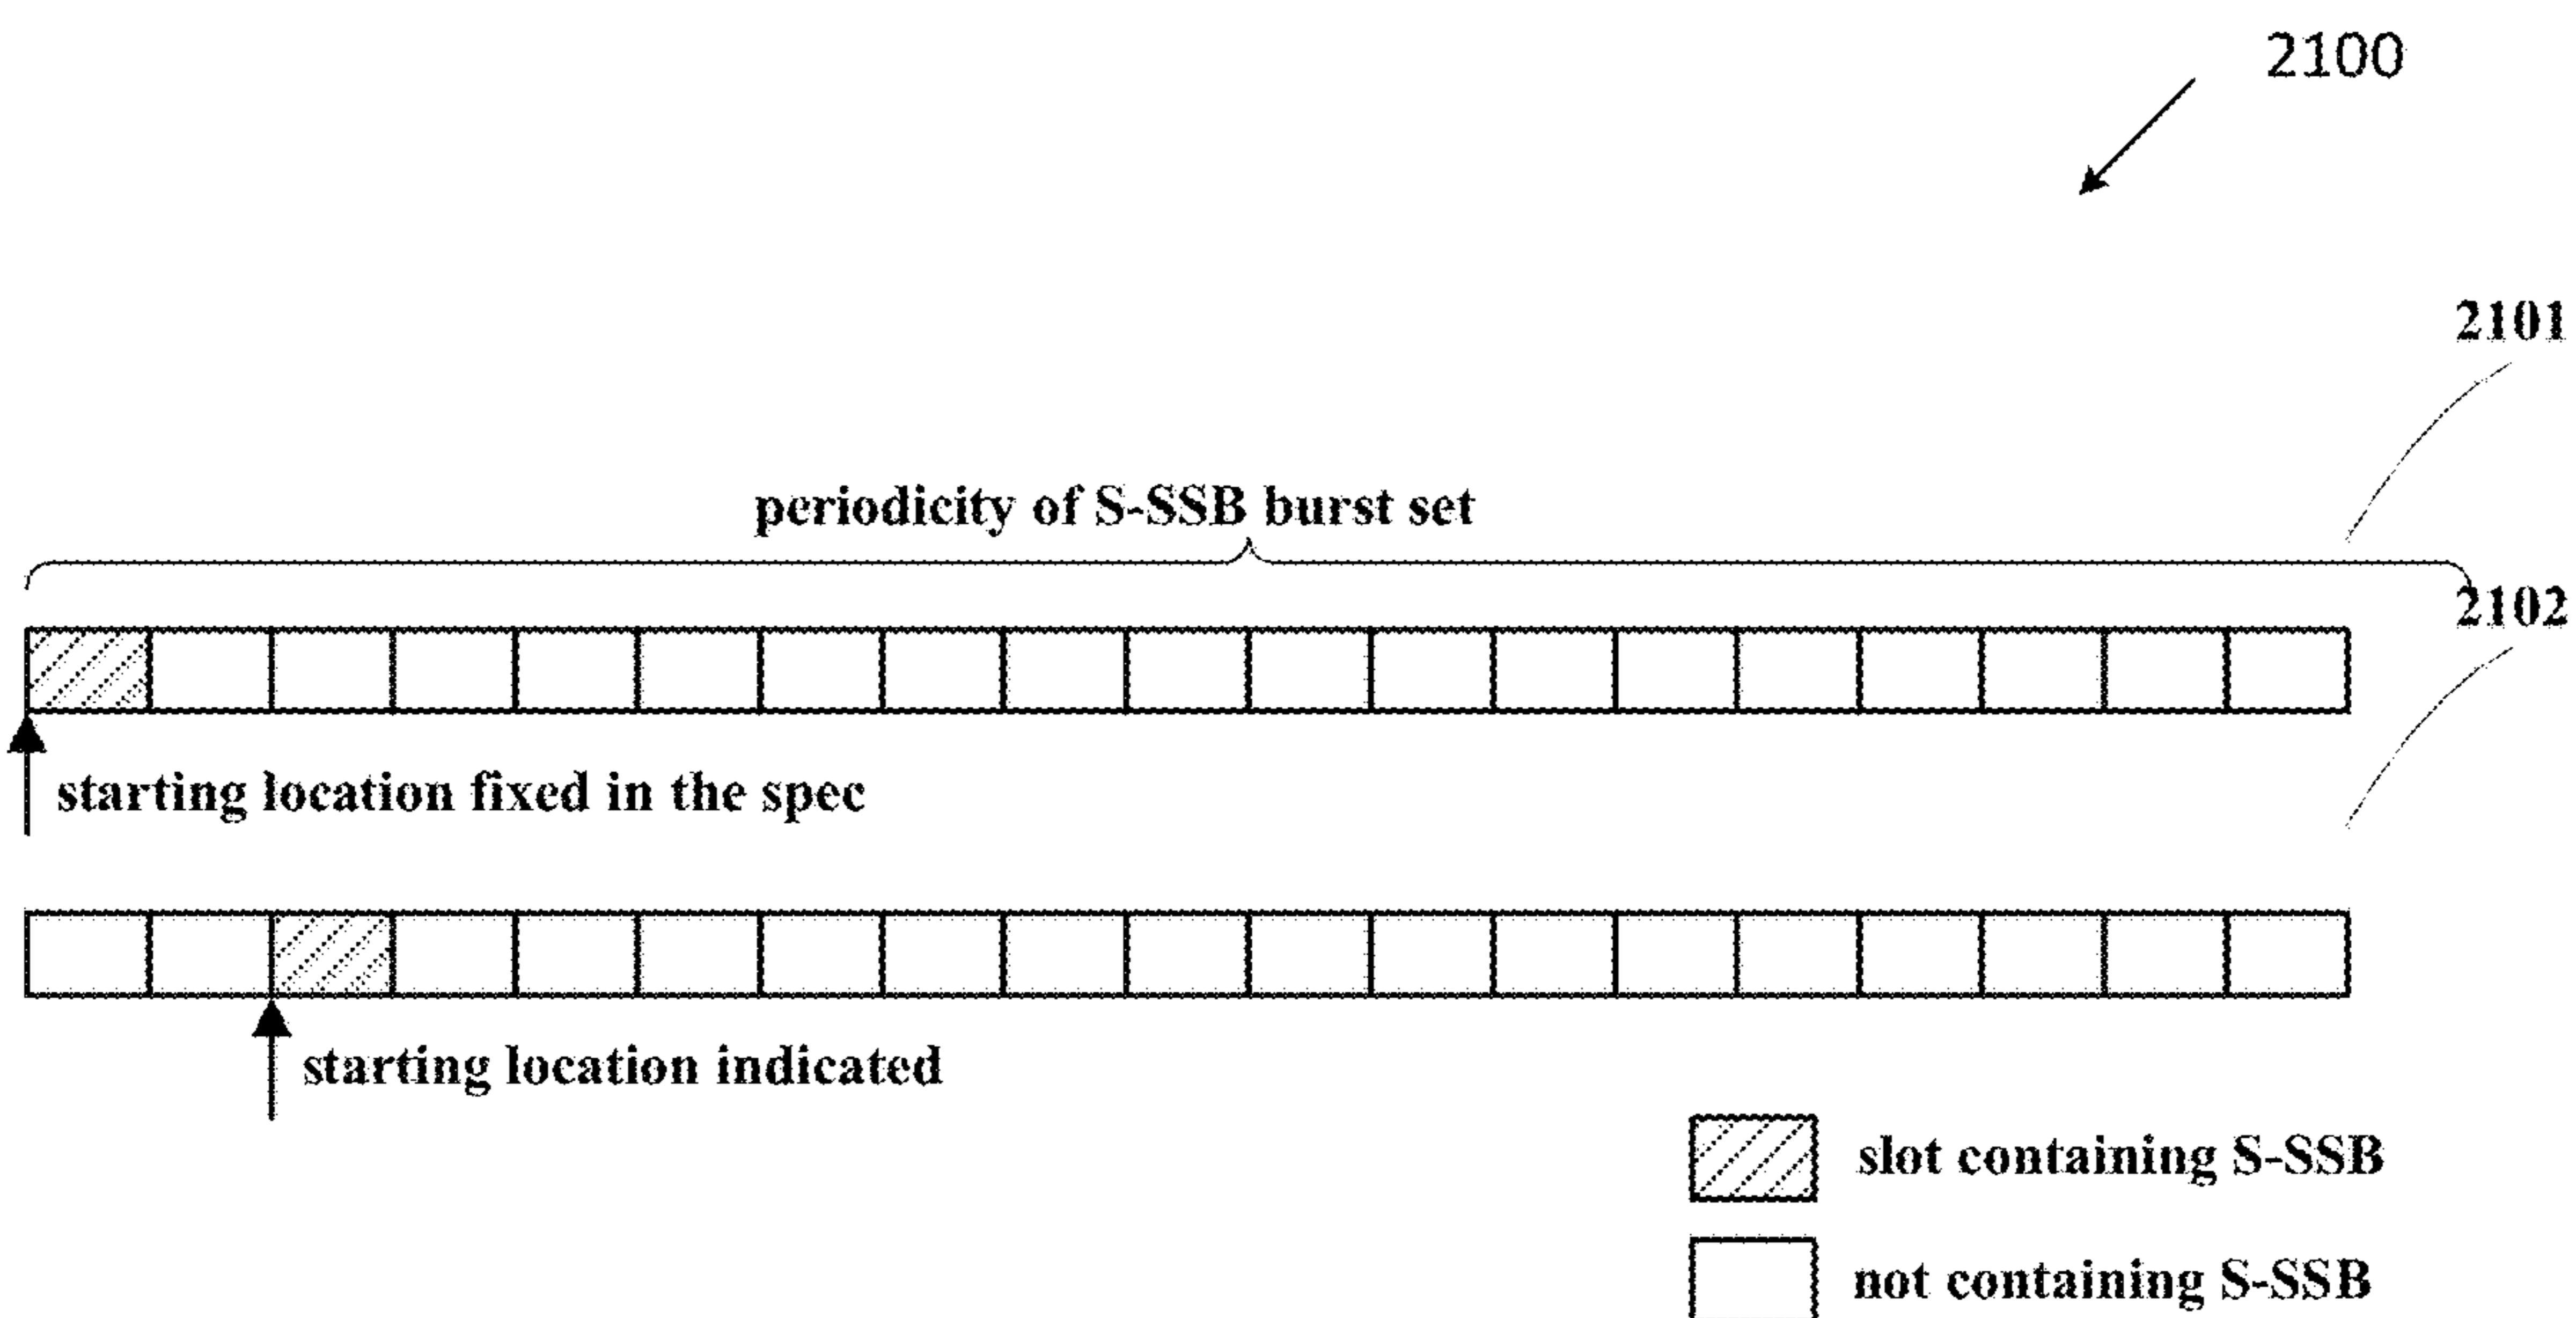 2100
2101
periodicity of S-SSB burst set
2102
starting location fixed in the spec
starting location indicated
slot containing S-SSB
not containing S-SSB